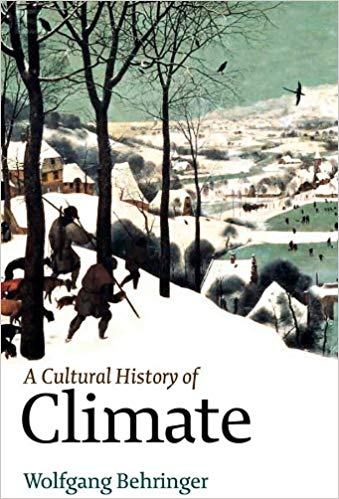 A Cultural History of
Climate
Wolfgang Behringer